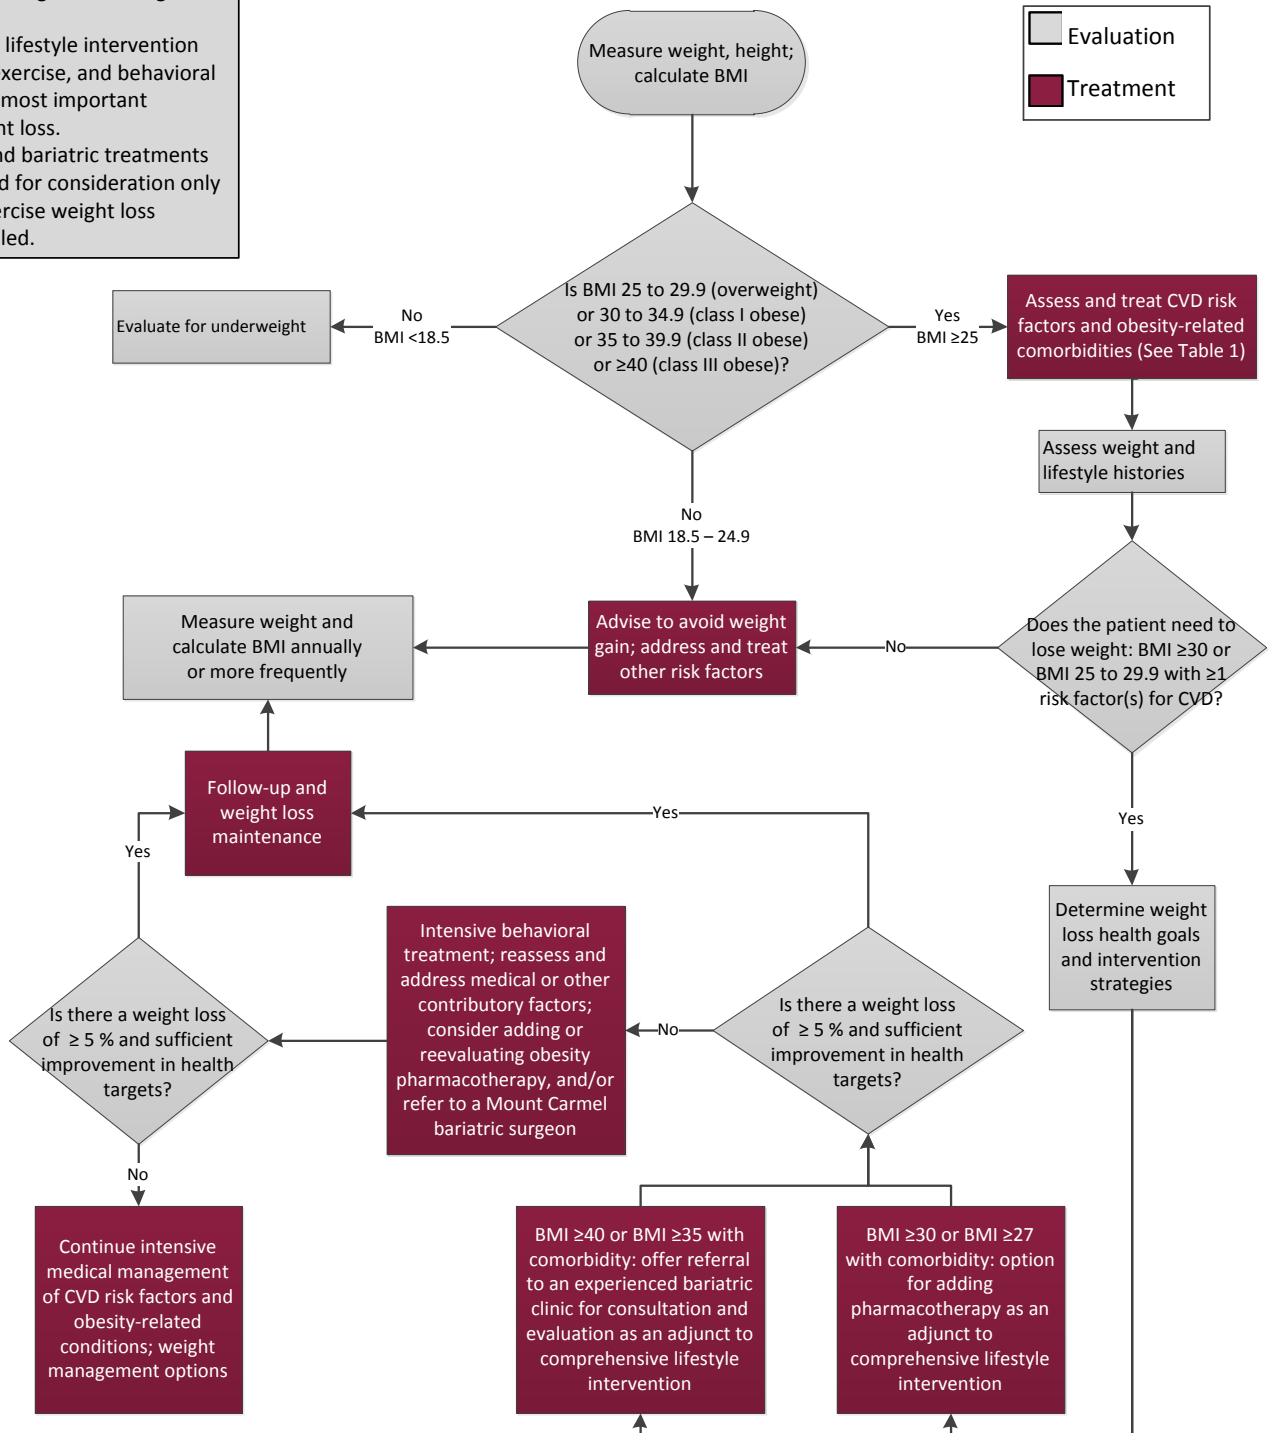 lifestyle intervention
exercise, and behavioral
most important
loss.
bariatric treatments
for consideration only
weight loss
Measure weight, height;
calculate BMI
Evaluation
Treatment
Is BMI 25 to 29.9 (overweight)
or 30 to 34.9 (class I obese)
or 35 to 39.9 (class II obese)
or ≥40 (class III obese)?
No
BMI <18.5
Evaluate for underweight
Yes
BMI ≥25
Assess and treat CVD risk
factors and obesity-related
comorbidities (See Table 1)
Assess weight and
lifestyle histories
No
BMI 18.5 – 24.9
Measure weight and
calculate BMI annually
or more frequently
Advise to avoid weight
gain; address and treat
other risk factors
No
Does the patient need to
lose weight: BMI ≥30 or
BMI 25 to 29.9 with ≥1
risk factor(s) for CVD?
Follow-up and
weight loss
maintenance
Yes
Yes
Yes
Determine weight
loss health goals
and intervention
strategies
Intensive behavioral
treatment; reassess and
address medical or other
contributory factors;
consider adding or
reevaluating obesity
pharmacotherapy, and/or
refer to a Mount Carmel
bariatric surgeon
No
Is there a weight loss
of ≥ 5 % and sufficient
improvement in health
targets?
Is there a weight loss
of ≥ 5 % and sufficient
improvement in health
targets?
No
Continue intensive
medical management
of CVD risk factors and
obesity-related
conditions; weight
management options
BMI ≥40 or BMI ≥35 with
comorbidity: offer referral
to an experienced bariatric
clinic for consultation and
evaluation as an adjunct to
comprehensive lifestyle
intervention
BMI ≥30 or BMI ≥27
with comorbidity: option
for adding
pharmacotherapy as an
adjunct to
comprehensive lifestyle
intervention